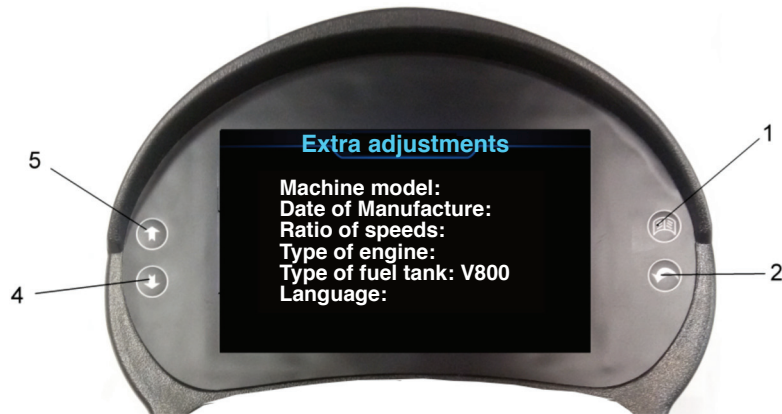 Extra adjustments
Machine model:
Date of Manufacture:
Ratio of speeds:
Type of engine:
Type of fuel tank: V800
Language:
5
4
1
2